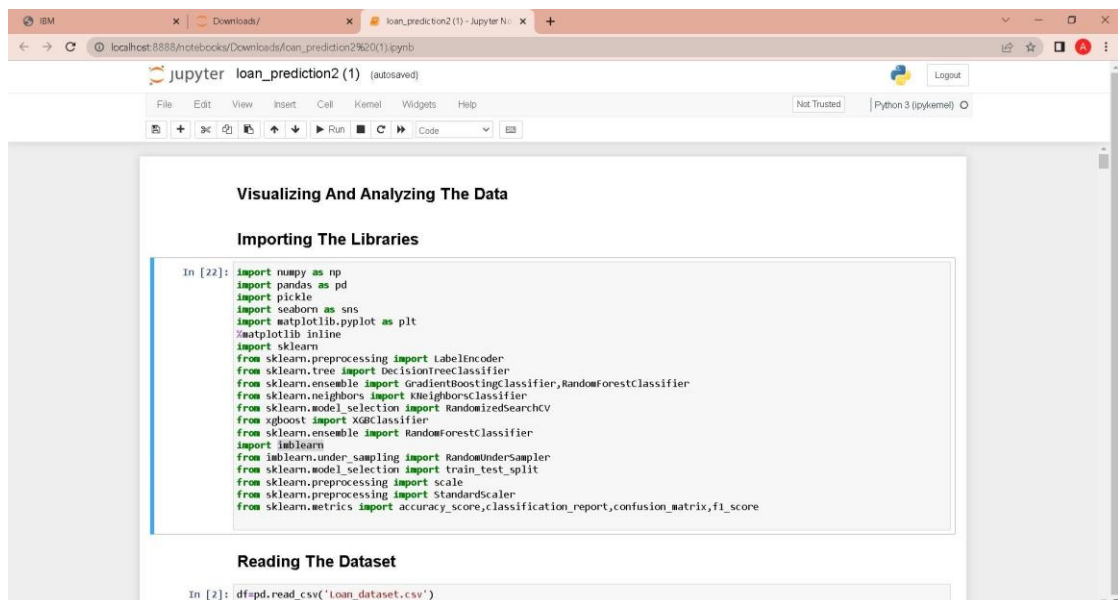 IBM
Downloads/
loan_prediction2 (1) - Jupyter No
localhost:8888/notebooks/Downloads/loan_prediction2%20(1).ipynb
A
jupyter loan_prediction2 (1) (autosaved)
Logout
File Edit View Insert Cell Kernel Widgets Help
Not Trusted
Python 3 (ipykernel)
Run
Code
Visualizing And Analyzing The Data
Importing The Libraries
In [22]: import numpy as np
import pandas as pd
import pickle
import seaborn as sns
import matplotlib.pyplot as plt
%matplotlib inline
import sklearn
from sklearn.preprocessing import LabelEncoder
from sklearn.tree import DecisionTreeClassifier
from sklearn.ensemble import GradientBoostingClassifier,RandomForestClassifier
from sklearn.neighbors import KNeighborsClassifier
from sklearn.model_selection import RandomizedSearchCV
from xgboost import XGBClassifier
from sklearn.ensemble import RandomForestClassifier
import imblearn
from imblearn.under_sampling import RandomUnderSampler
from sklearn.model_selection import train_test_split
from sklearn.preprocessing import scale
from sklearn.preprocessing import StandardScaler
from sklearn.metrics import accuracy_score,classification_report,confusion_matrix,f1_score
Reading The Dataset
In [2]: df=pd.read_csv('Loan_dataset.csv')